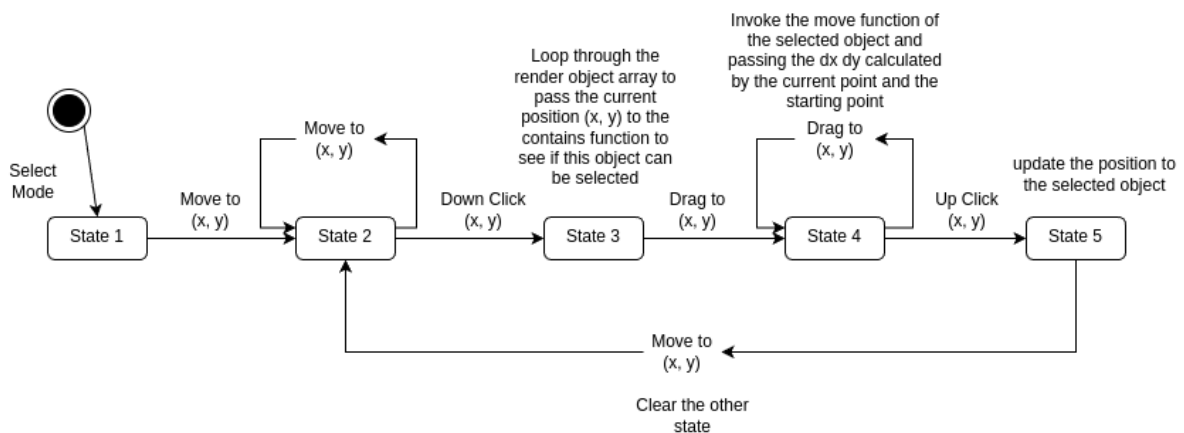 Select
Mode
State 1
Move to
(x, y)
Move to
(x, y)
State 2
Down Click
(x, y)
Loop through the
render object array to
pass the current
position (x, y) to the
contains function to
see if this object can
be selected
State 3
Drag to
(x, y)
Invoke the move function of
the selected object and
passing the dx dy calculated
by the current point and the
starting point
Drag to
(x, y)
State 4
Up Click
(x, y)
update the position to
the selected object
State 5
Move to
(x, y)
Clear the other
state